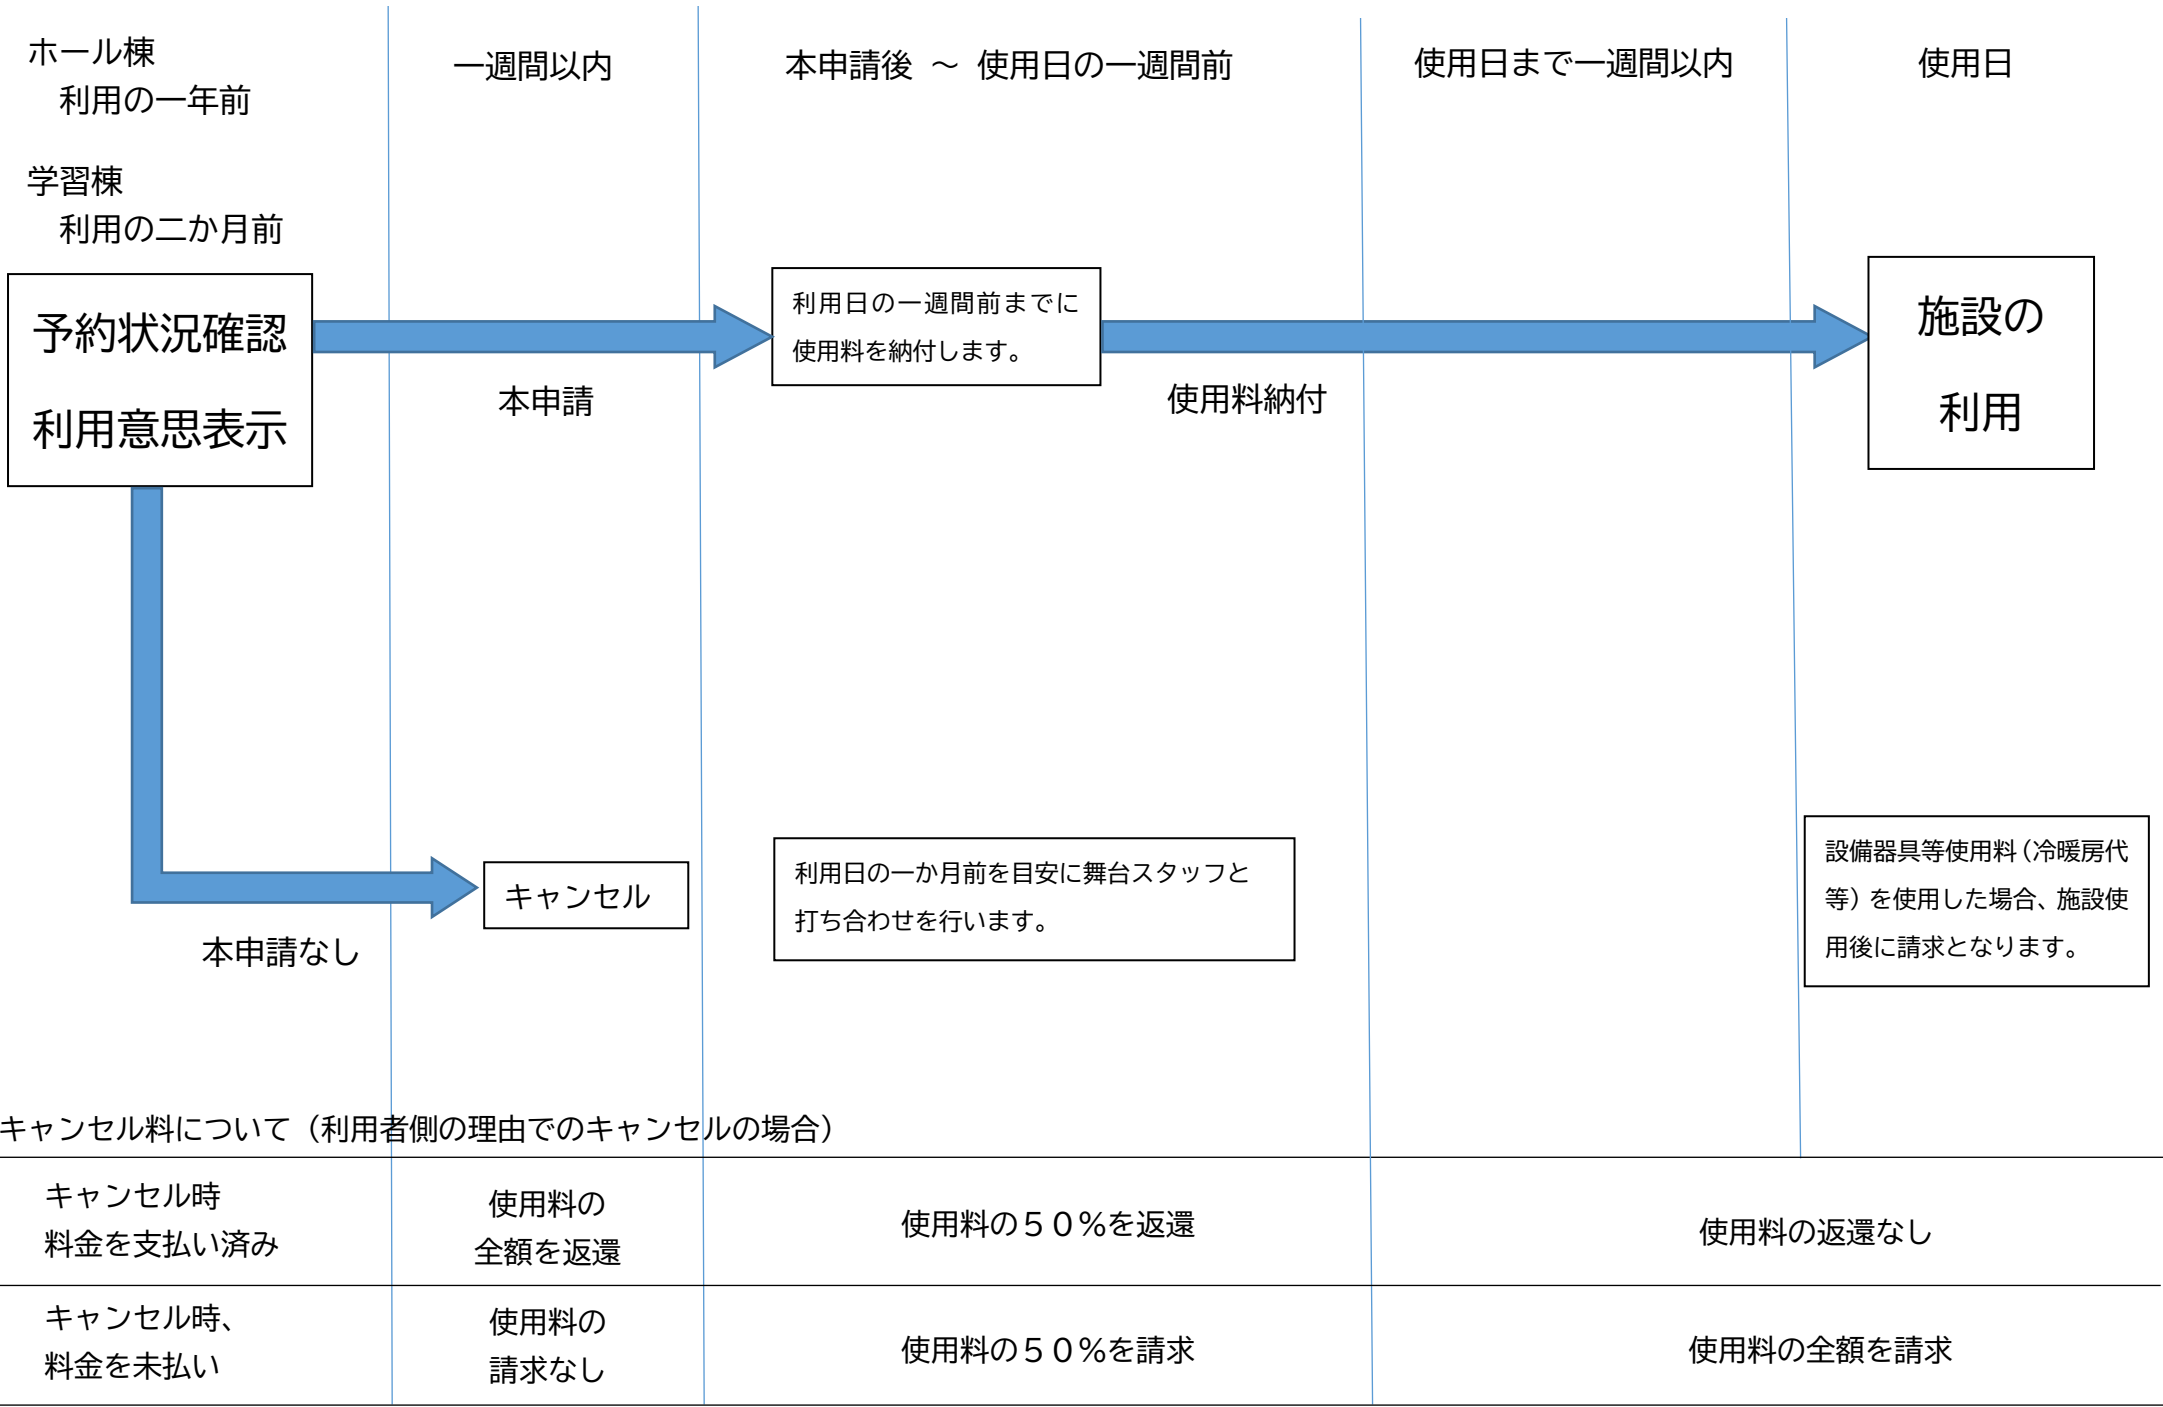 ホール棟
利用の一年前
学習棟
利用の二か月前
一週間以内
本申請後 ～ 使用日の一週間前
使用日まで一週間以内
使用日
予約状況確認
利用意思表示
本申請
利用日の一週間前までに
使用料を納付します。
使用料納付
施設の
利用
本申請なし
キャンセル
利用日の一か月前を目安に舞台スタッフと
打ち合わせを行います。
設備器具等使用料（冷暖房代
等）を使用した場合、施設使
用後に請求となります。
キャンセル料について（利用者側の理由でのキャンセルの場合）
キャンセル時
料金を支払い済み
使用料の
全額を返還
使用料の５０％を返還
使用料の返還なし
キャンセル時、
料金を未払い
使用料の
請求なし
使用料の５０％を請求
使用料の全額を請求